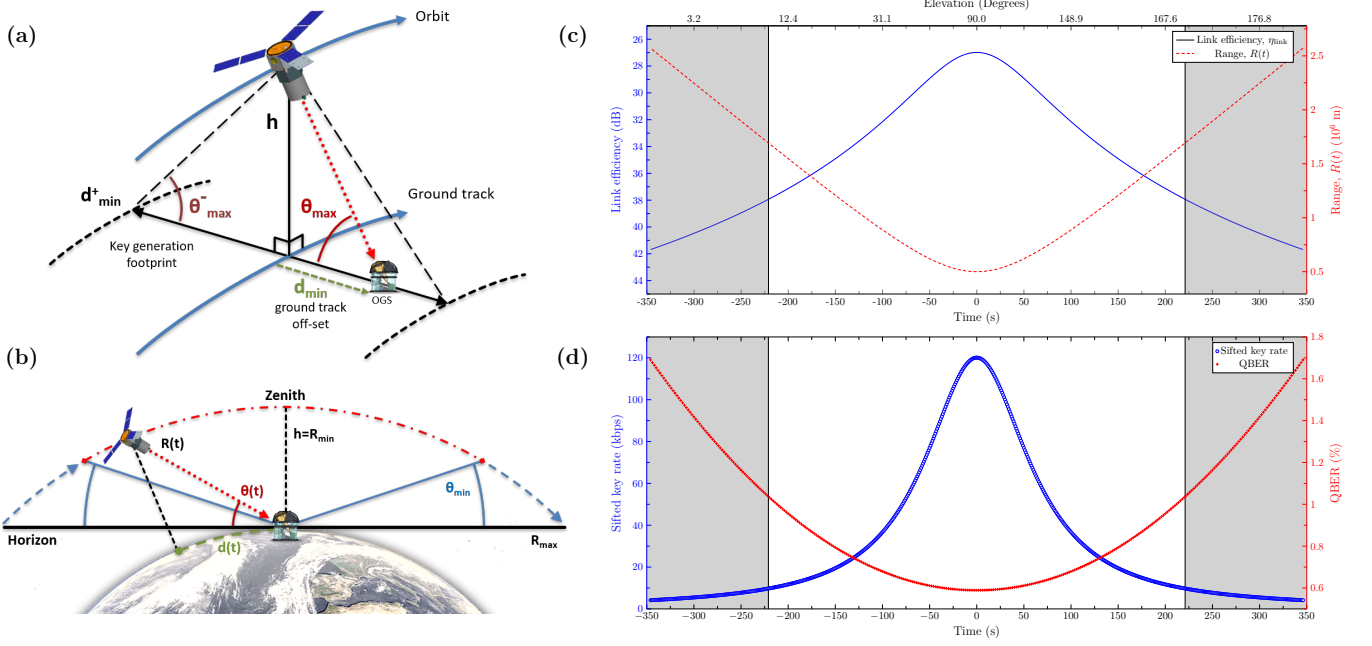 (a)
Orbit
h
d⁺min
θ⁻max
θmax
Ground track
Key generation
footprint
dmin
ground track
off-set
OGS
(b)
Zenith
R(t)
h=Rmin
θ(t)
θmin
Horizon
Rmax
d(t)
(c)
Elevation (Degrees)
3.2 12.4 31.1 90.0 148.9 167.6 176.8
Link efficiency, ηlink
Range, R(t)
Link efficiency (dB)
26
28
30
32
34
36
38
40
42
44
Range, R(t) (10⁶ m)
2.5
2
1.5
1
0.5
-350 -300 -250 -200 -150 -100 -50 0 50 100 150 200 250 300 350
Time (s)
(d)
Sifted key rate
QBER
Sifted key rate (kbps)
120
100
80
60
40
20
0
QBER (%)
1.8
1.6
1.4
1.2
1
0.8
0.6
−350 −300 −250 −200 −150 −100 −50 0 50 100 150 200 250 300 350
Time (s)